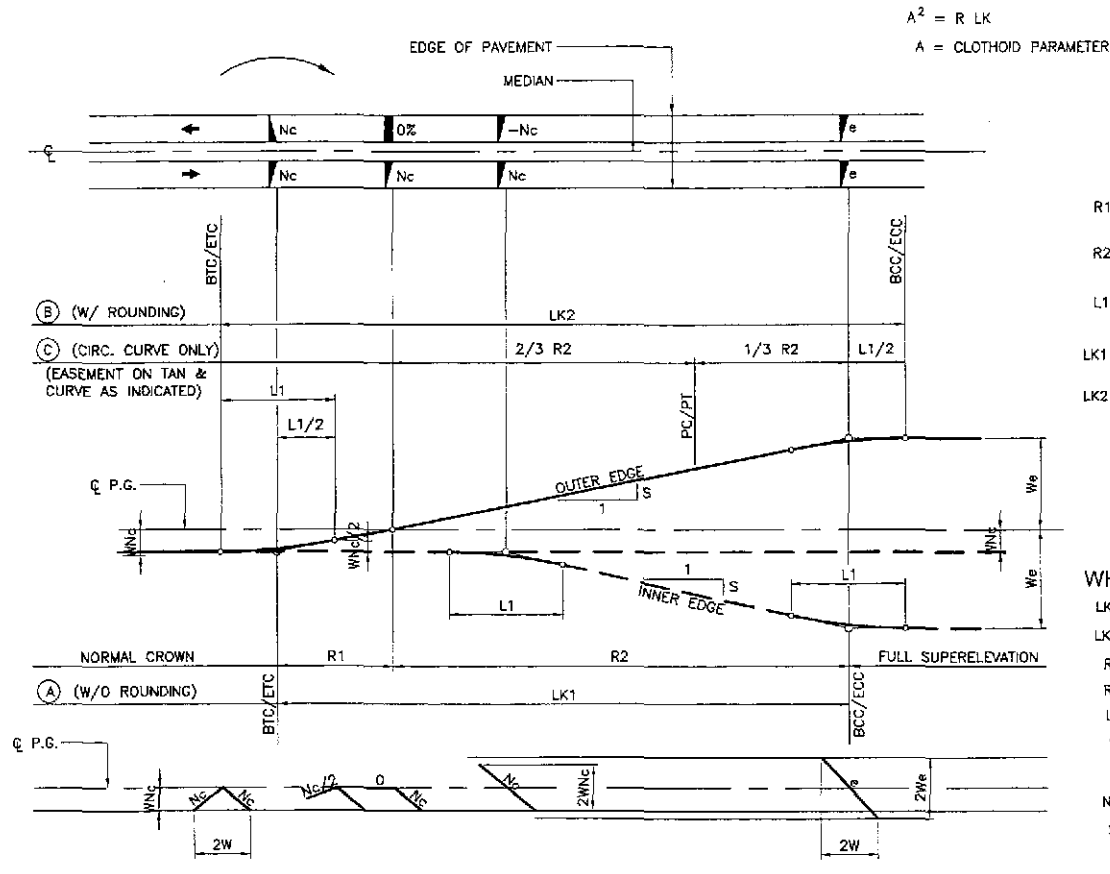 A² = R LK
A = CLOTHOID PARAMETER
EDGE OF PAVEMENT
MEDIAN
Nc 0% -Nc e
℄
Nc Nc Nc e
R1
R2
L1
LK1
LK2
BTC/ETC
BCC/ECC
B (W/ ROUNDING)
LK2
C (CIRC. CURVE ONLY)
2/3 R2
1/3 R2
L1/2
(EASEMENT ON TAN &
CURVE AS INDICATED)
L1
L1/2
PC/PT
℄ P.G.
OUTER EDGE
1
S
WNc
WNc/2
We
WNc
We
1
S
INNER EDGE
L1
L1
WH
LK
LK
R
R
L
NORMAL CROWN
R1
R2
FULL SUPERELEVATION
A (W/O ROUNDING)
BTC/ETC
LK1
BCC/ECC
℄ P.G.
WNc
Nc
Nc
Nc/2
0
Nc
Nc
2WNc
e
2We
2W
2W
N